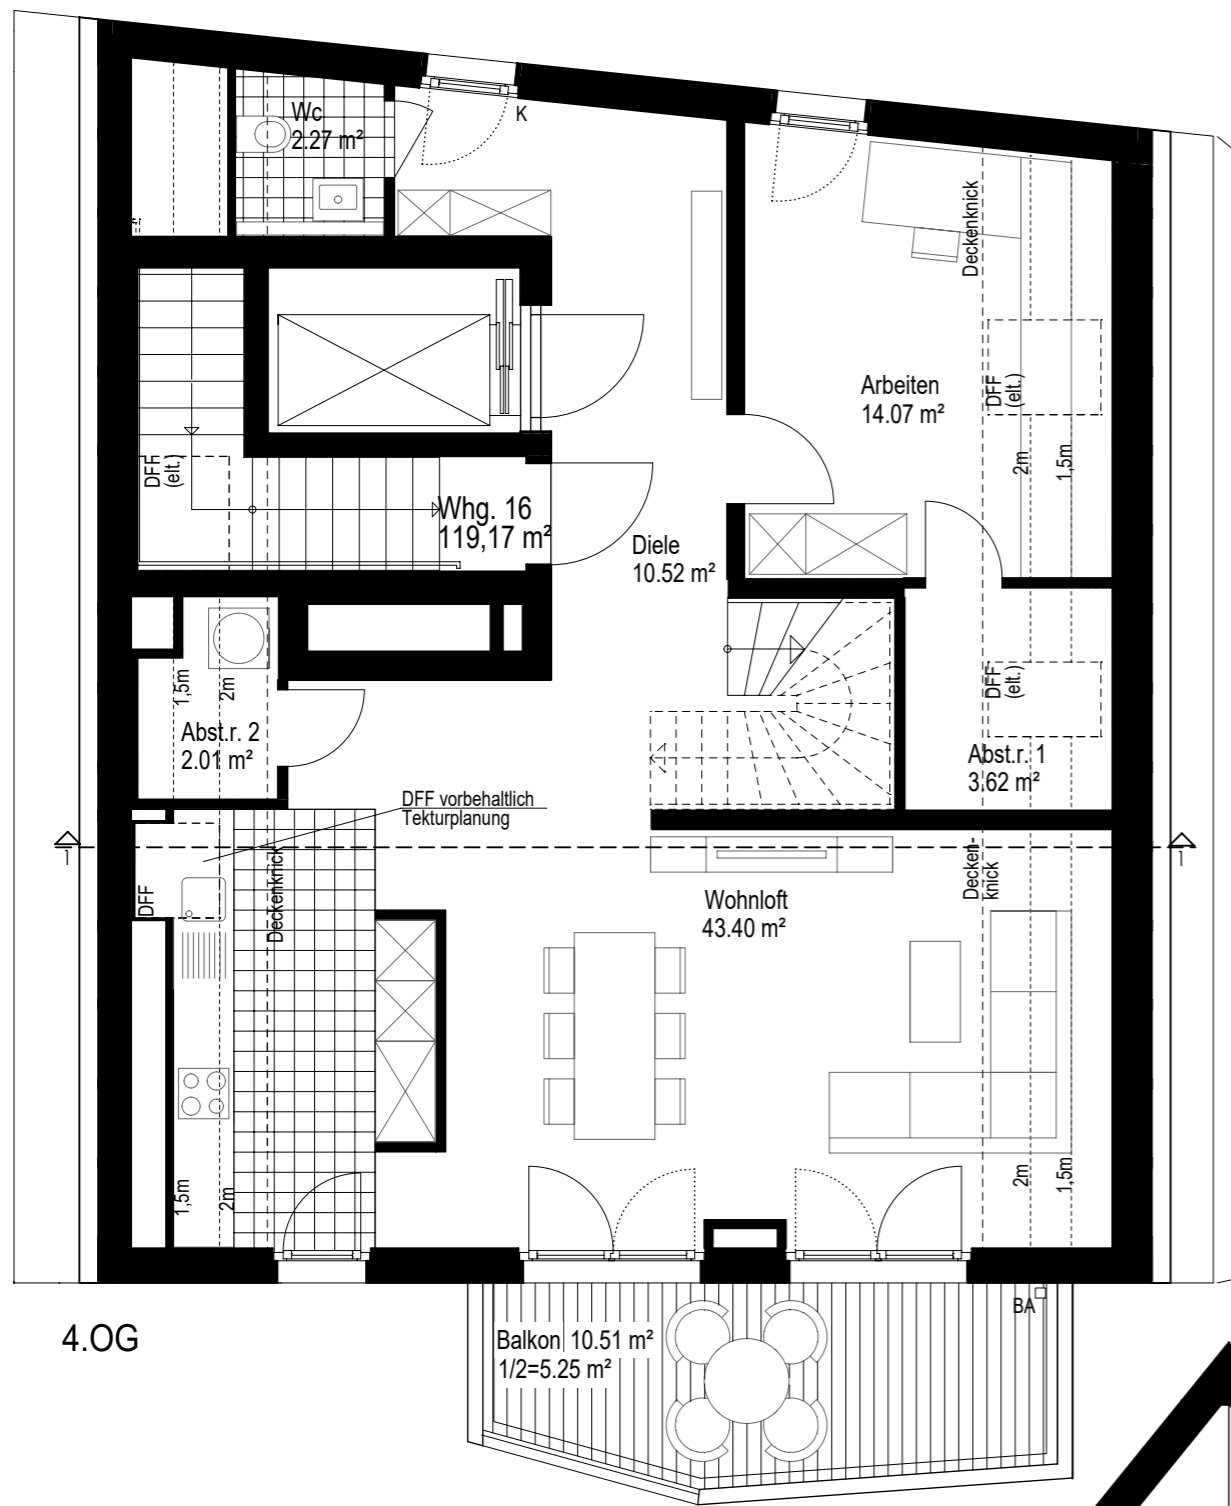 Wc
2.27 m²
K
Deckenknick
Arbeiten
14.07 m²
DFF
(elt.)
2m
1,5m
DFF
(elt.)
Whg. 16
119,17 m²
Diele
10.52 m²
1,5m
2m
Abst.r. 2
2.01 m²
DFF
(elt.)
Abst.r. 1
3.62 m²
DFF vorbehaltlich
Tekturplanung
1
1
DFF
Deckenknick
Wohnloft
43.40 m²
Decken-
knick
1,5m
2m
2m
1,5m
BA
4.OG
Balkon 10.51 m²
1/2=5.25 m²